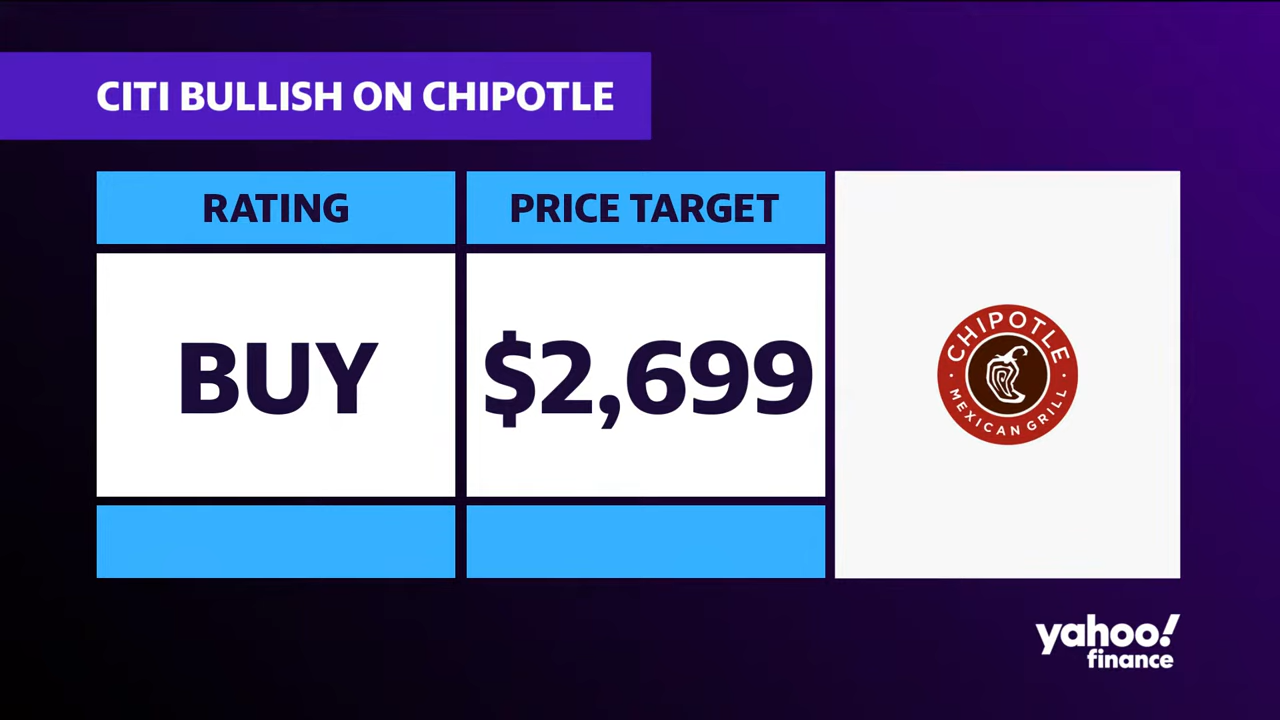 CITI BULLISH ON CHIPOTLE
RATING
PRICE TARGET
BUY
$2,699
CHIPOTLE
MEXICAN GRILL
yahoo!
finance